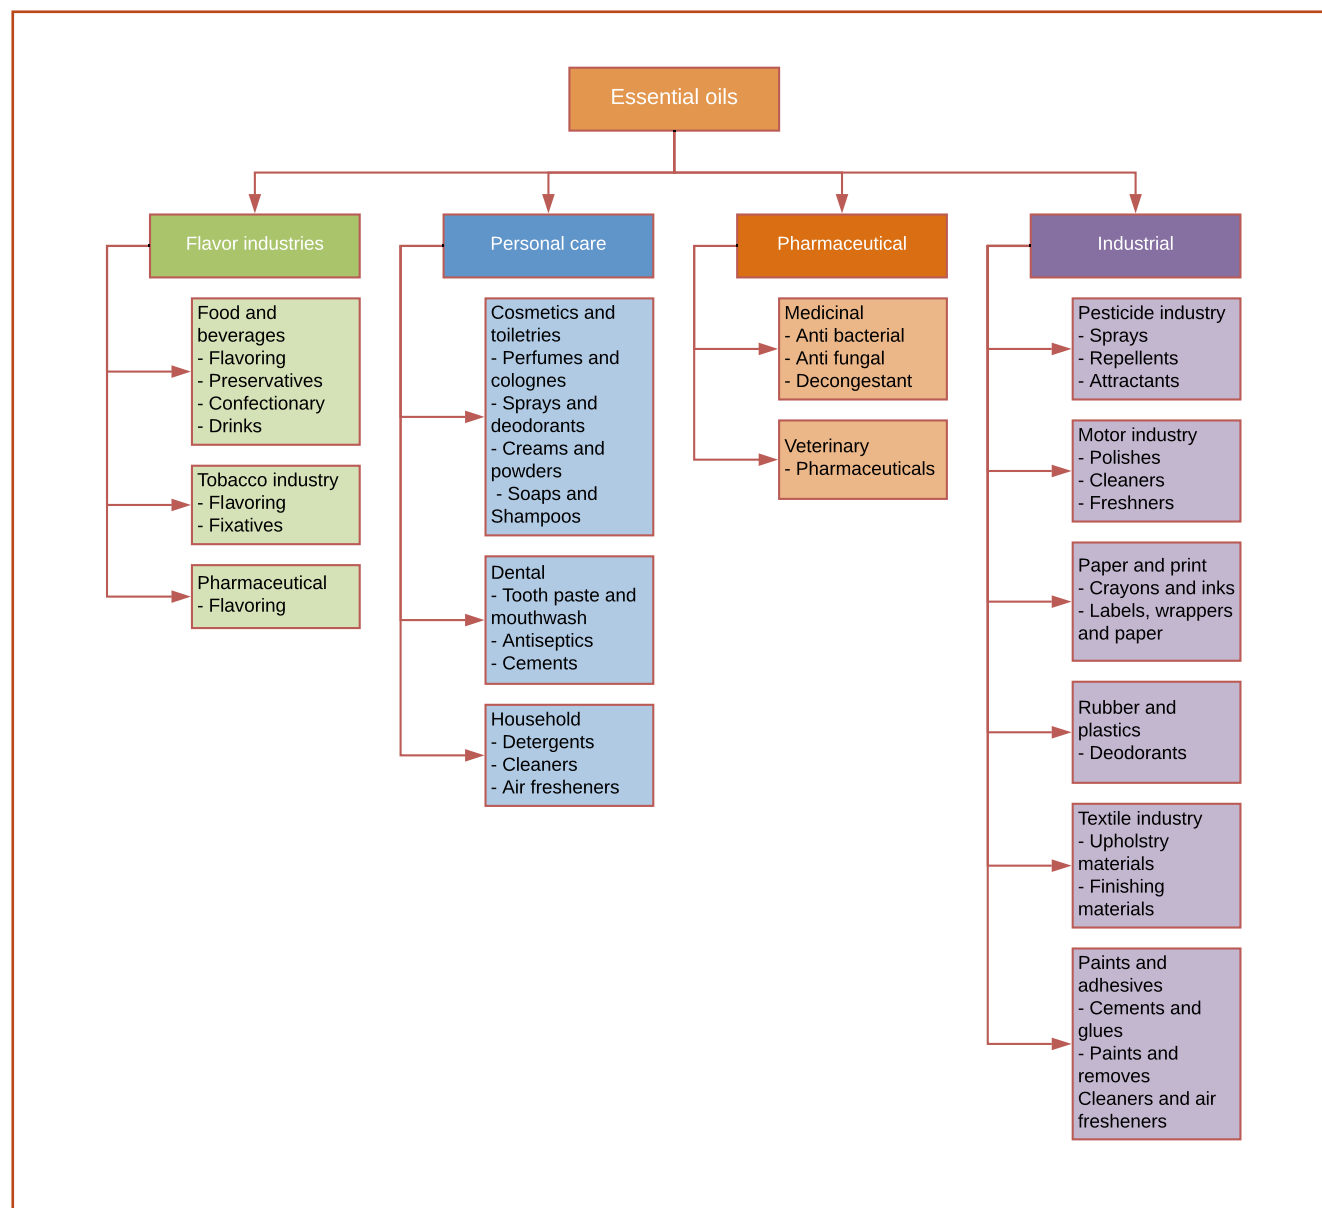 Essential oils
Flavor industries
Food and
beverages
- Flavoring
- Preservatives
- Confectionary
- Drinks
Tobacco industry
- Flavoring
- Fixatives
Pharmaceutical
- Flavoring
Personal care
Cosmetics and
toiletries
- Perfumes and
colognes
- Sprays and
deodorants
- Creams and
powders
- Soaps and
Shampoos
Dental
- Tooth paste and
mouthwash
- Antiseptics
- Cements
Household
- Detergents
- Cleaners
- Air fresheners
Pharmaceutical
Medicinal
- Anti bacterial
- Anti fungal
- Decongestant
Veterinary
- Pharmaceuticals
Industrial
Pesticide industry
- Sprays
- Repellents
- Attractants
Motor industry
- Polishes
- Cleaners
- Freshners
Paper and print
- Crayons and inks
- Labels, wrappers
and paper
Rubber and
plastics
- Deodorants
Textile industry
- Upholstry
materials
- Finishing
materials
Paints and
adhesives
- Cements and
glues
- Paints and
removes
Cleaners and air
fresheners